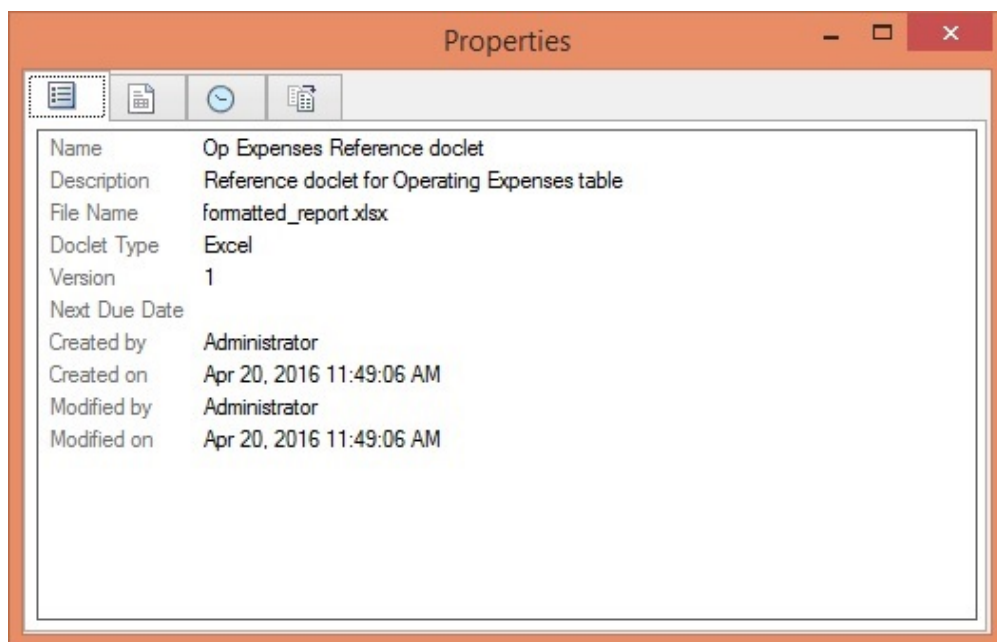 Properties
Name Op Expenses Reference doclet
Description Reference doclet for Operating Expenses table
File Name formatted_report.xlsx
Doclet Type Excel
Version 1
Next Due Date
Created by Administrator
Created on Apr 20, 2016 11:49:06 AM
Modified by Administrator
Modified on Apr 20, 2016 11:49:06 AM